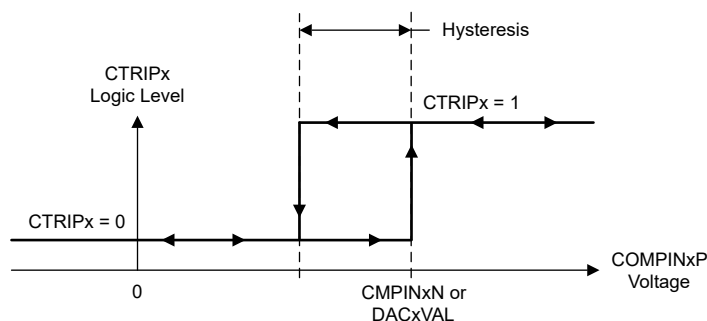 Hysteresis
CTRIPx
Logic Level
CTRIPx = 1
CTRIPx = 0
COMPINxP
Voltage
0
CMPINxN or
DACxVAL